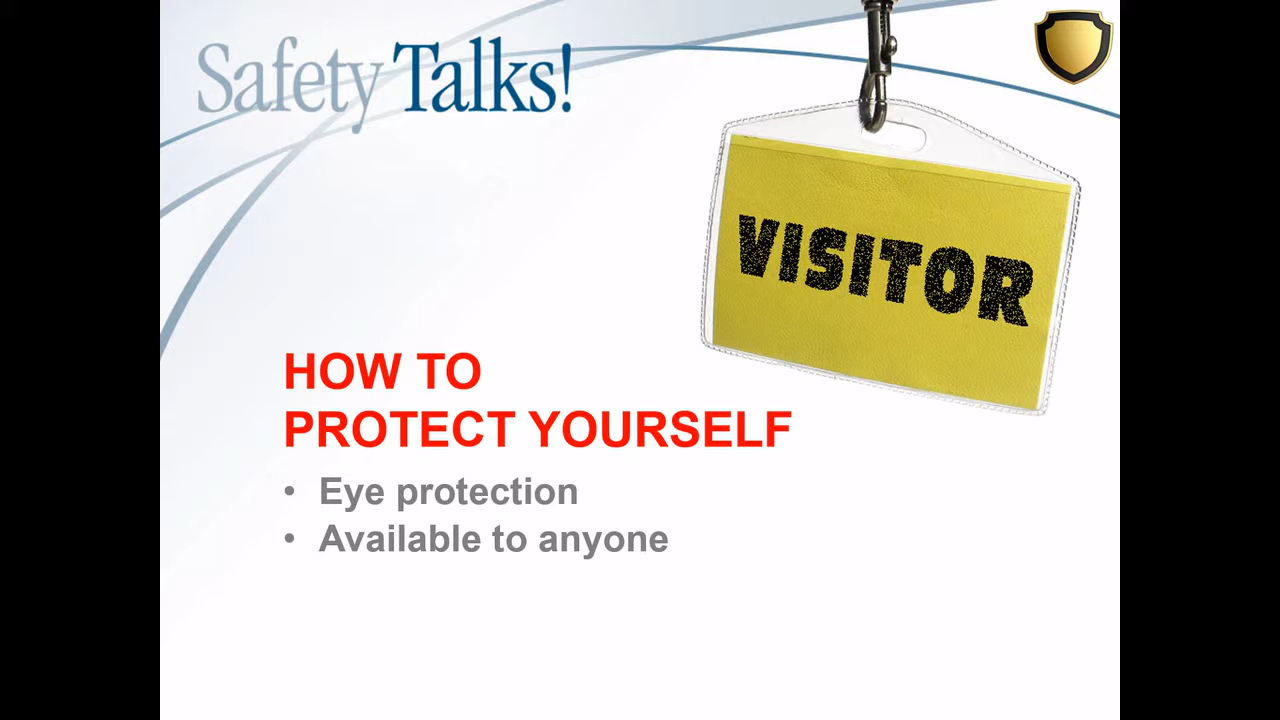 Safety Talks!
VISITOR
HOW TO
PROTECT YOURSELF
• Eye protection
• Available to anyone